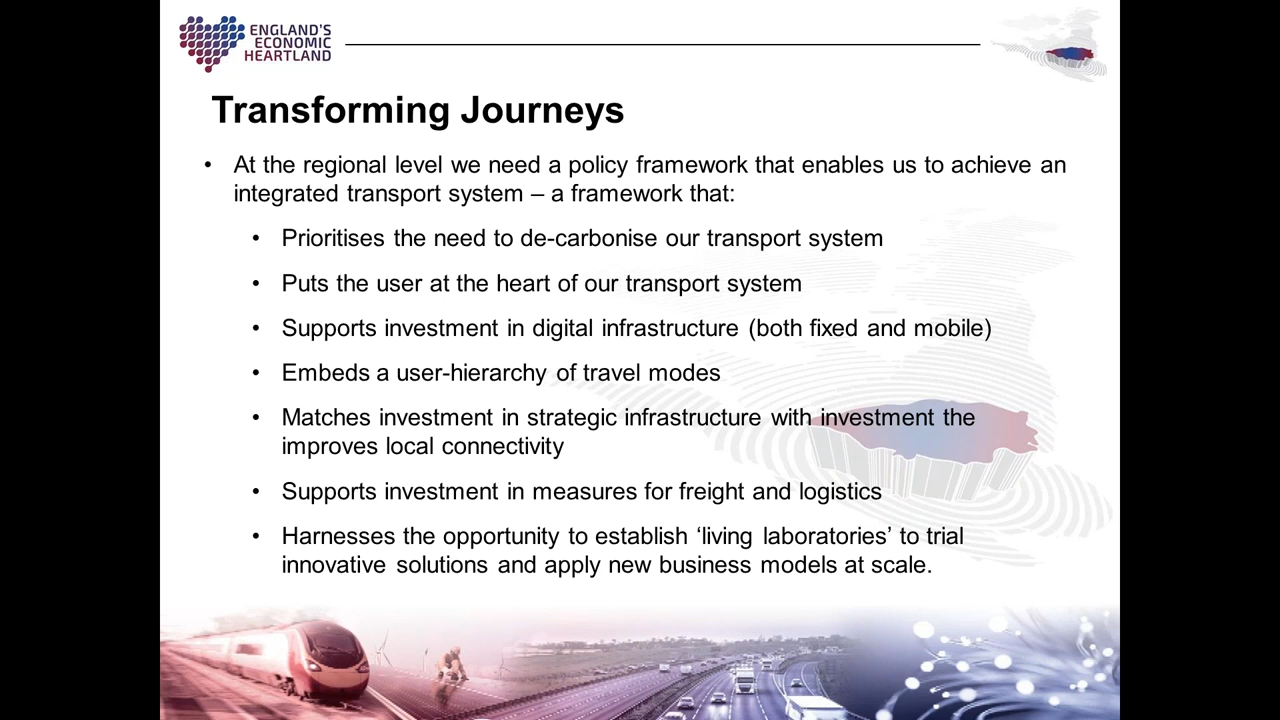 ENGLAND'S
ECONOMIC
HEARTLAND
Transforming Journeys
• At the regional level we need a policy framework that enables us to achieve an
integrated transport system – a framework that:
• Prioritises the need to de-carbonise our transport system
• Puts the user at the heart of our transport system
• Supports investment in digital infrastructure (both fixed and mobile)
• Embeds a user-hierarchy of travel modes
• Matches investment in strategic infrastructure with investment the
improves local connectivity
• Supports investment in measures for freight and logistics
• Harnesses the opportunity to establish ‘living laboratories’ to trial
innovative solutions and apply new business models at scale.